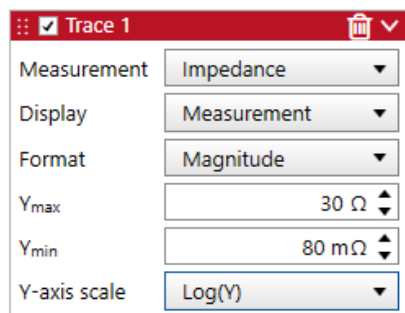 Trace 1
Measurement Impedance
Display Measurement
Format Magnitude
Ymax 30 Ω
Ymin 80 mΩ
Y-axis scale Log(Y)